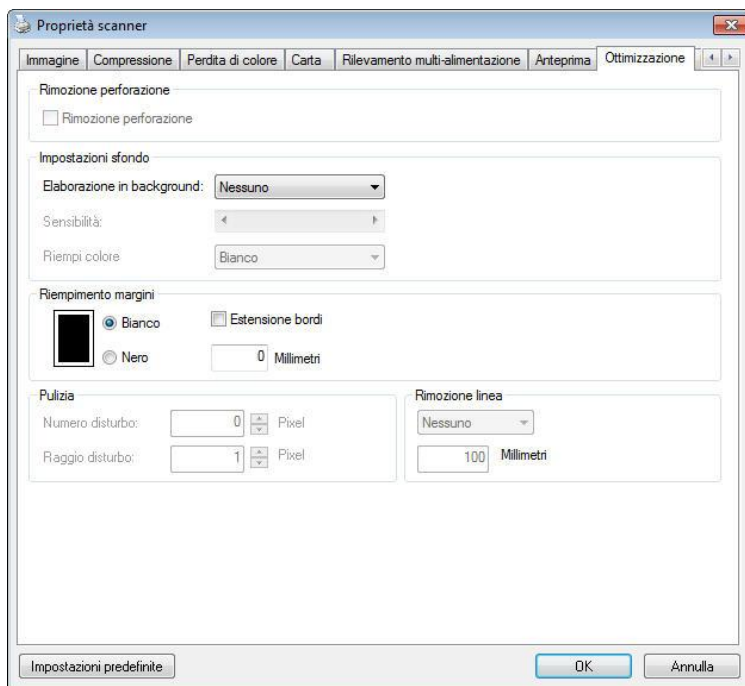 Proprietà scanner
Immagine Compressione Perdita di colore Carta Rilevamento multi-alimentazione Anteprima Ottimizzazione
Rimozione perforazione
Rimozione perforazione
Impostazioni sfondo
Elaborazione in background: Nessuno
Sensibilità:
Riempi colore Bianco
Riempimento margini
Bianco Estensione bordi
Nero 0 Millimetri
Pulizia Rimozione linea
Numero disturbo: 0 Pixel Nessuno
Raggio disturbo: 1 Pixel 100 Millimetri
Impostazioni predefinite OK Annulla